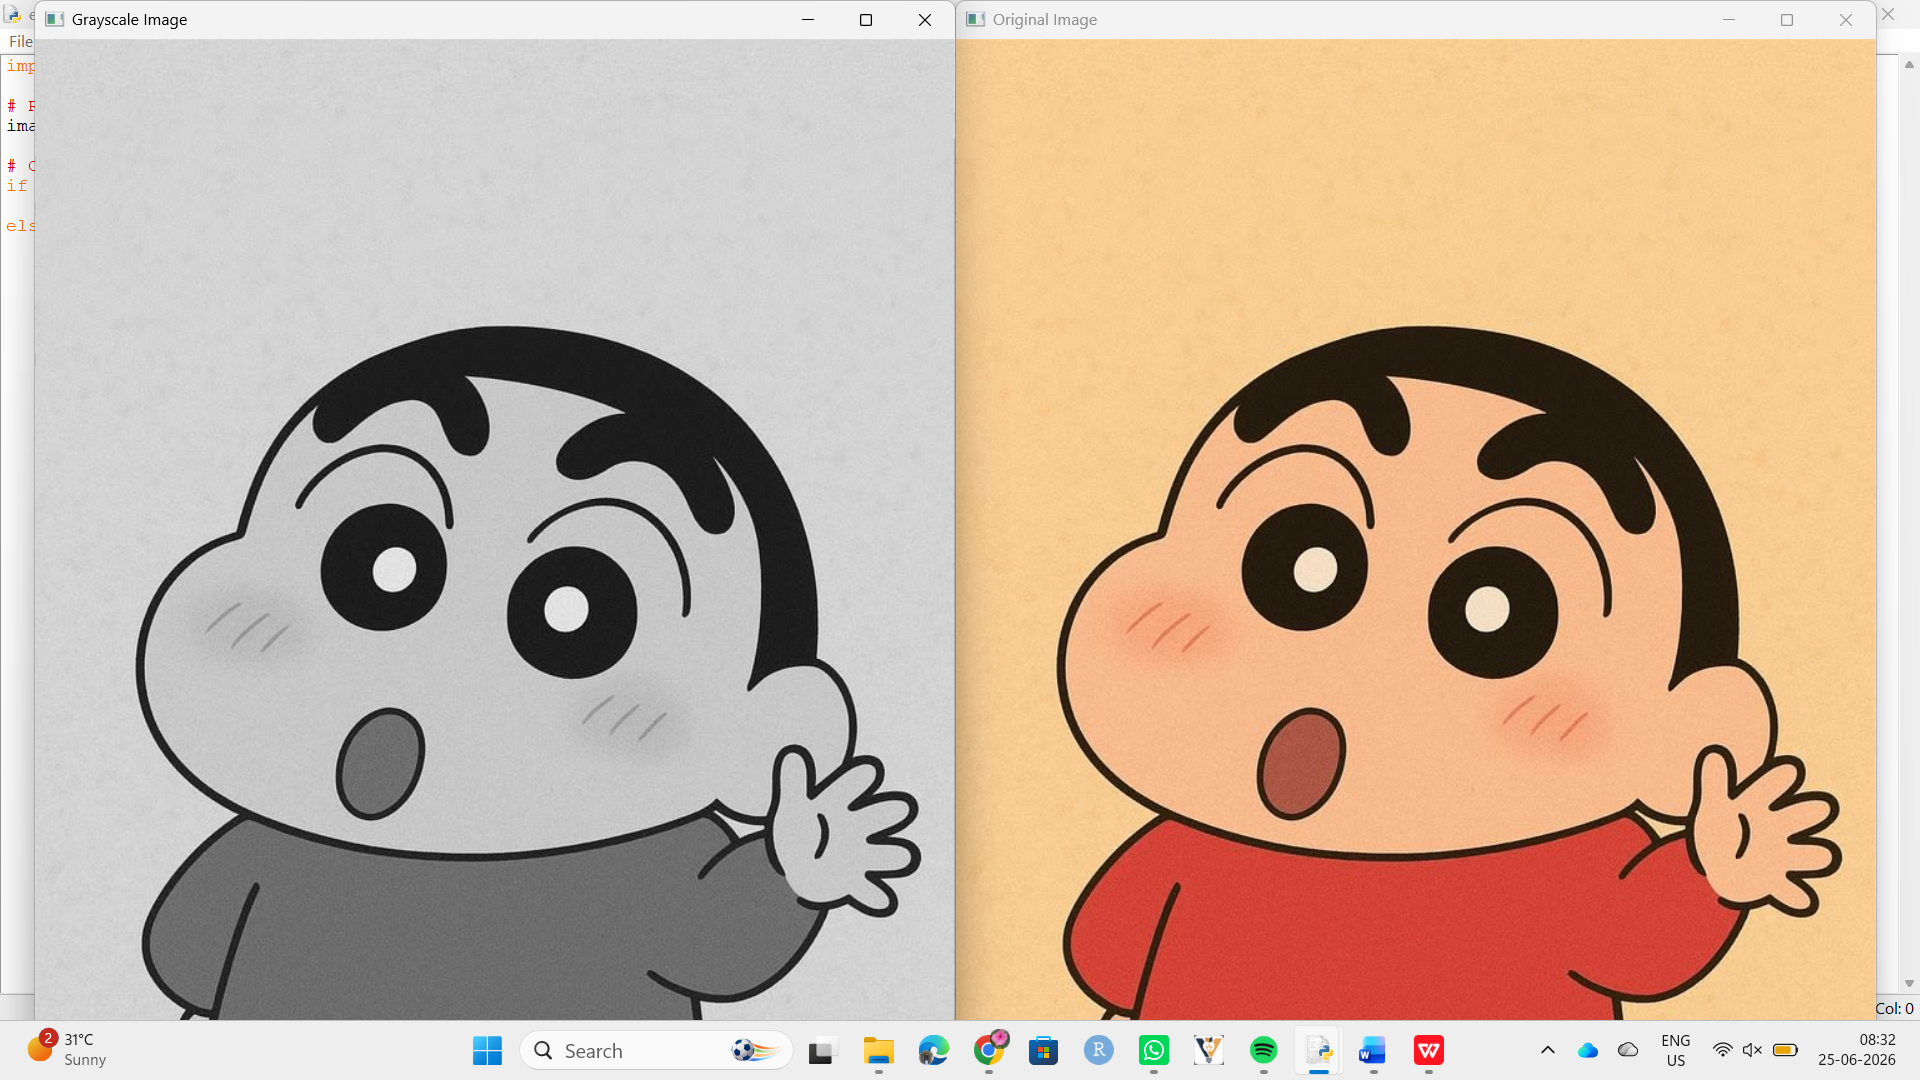 Grayscale Image
Original Image
File
imp
# R
ima
# C
if
els
Col: 0
2
31°C
Sunny
Search
R
W
ENG
US
08:32
25-06-2026